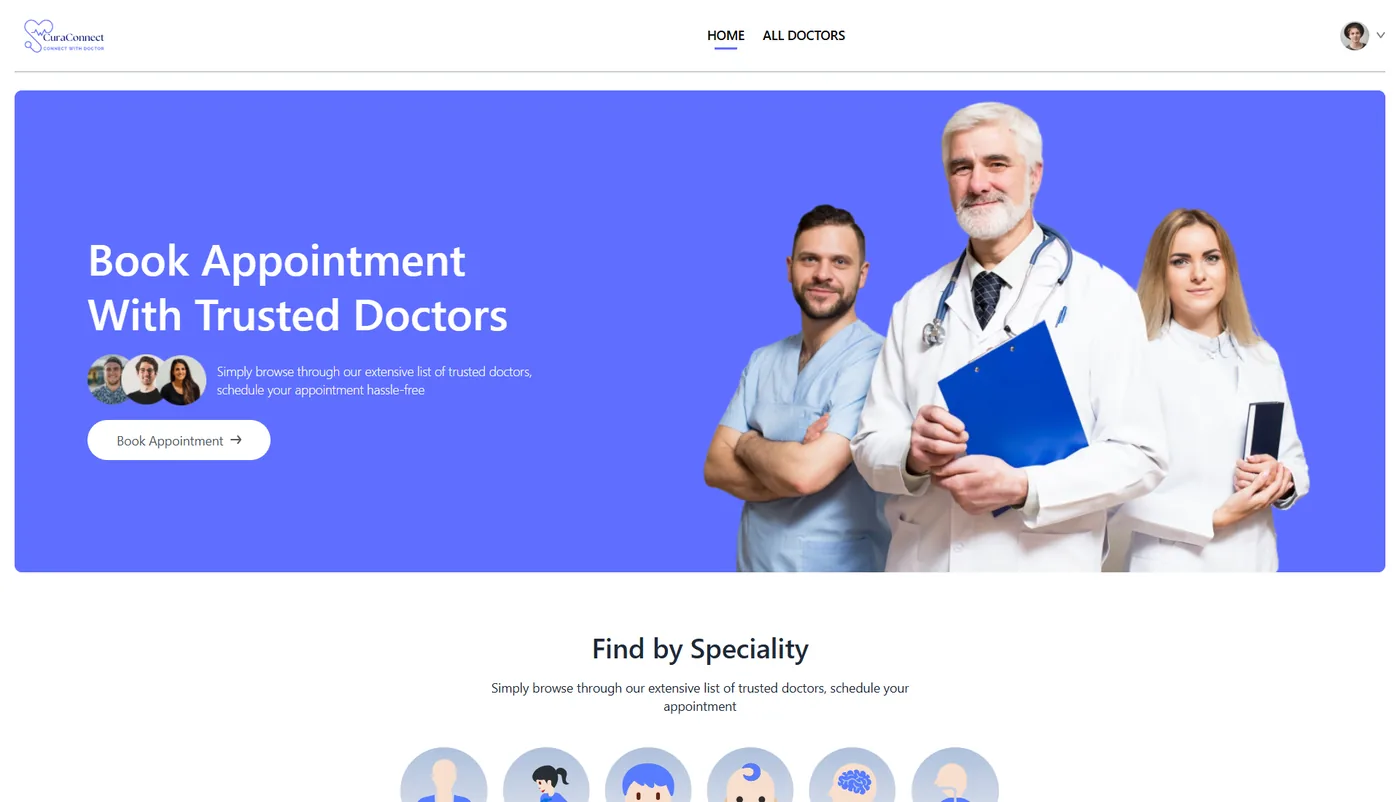 CuraConnect
CONNECT WITH DOCTOR
HOME
ALL DOCTORS
Book Appointment
With Trusted Doctors
Simply browse through our extensive list of trusted doctors,
schedule your appointment hassle-free
Book Appointment →
Find by Speciality
Simply browse through our extensive list of trusted doctors, schedule your
appointment